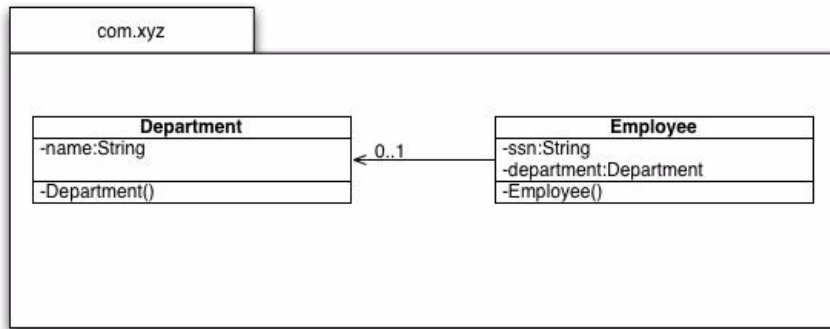 com.xyz
Department
-name:String
-Department()
0..1
Employee
-ssn:String
-department:Department
-Employee()